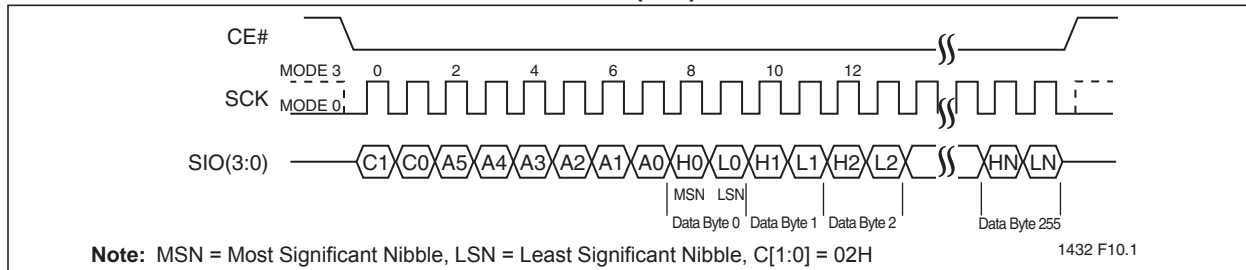 CE#
MODE 3 0 2 4 6 8 10 12
SCK MODE 0
SIO(3:0) C1 C0 A5 A4 A3 A2 A1 A0 H0 L0 H1 L1 H2 L2 HN LN
MSN LSN
Data Byte 0 Data Byte 1 Data Byte 2 Data Byte 255
Note: MSN = Most Significant Nibble, LSN = Least Significant Nibble, C[1:0] = 02H 1432 F10.1